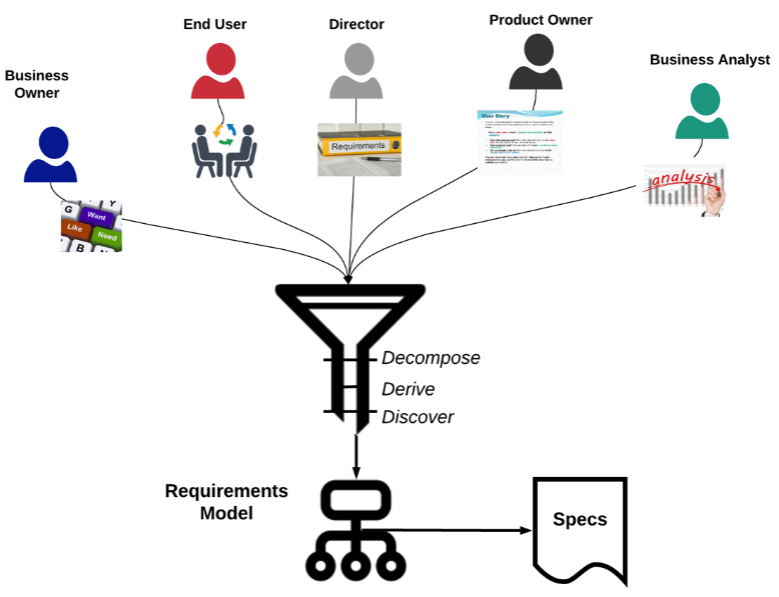 End User
Director
Product Owner
Business Analyst
Business
Owner
User Story
Requirements
analysis
G
Y
Want
Like
Need
B
N
Decompose
Derive
Discover
Requirements
Model
Specs